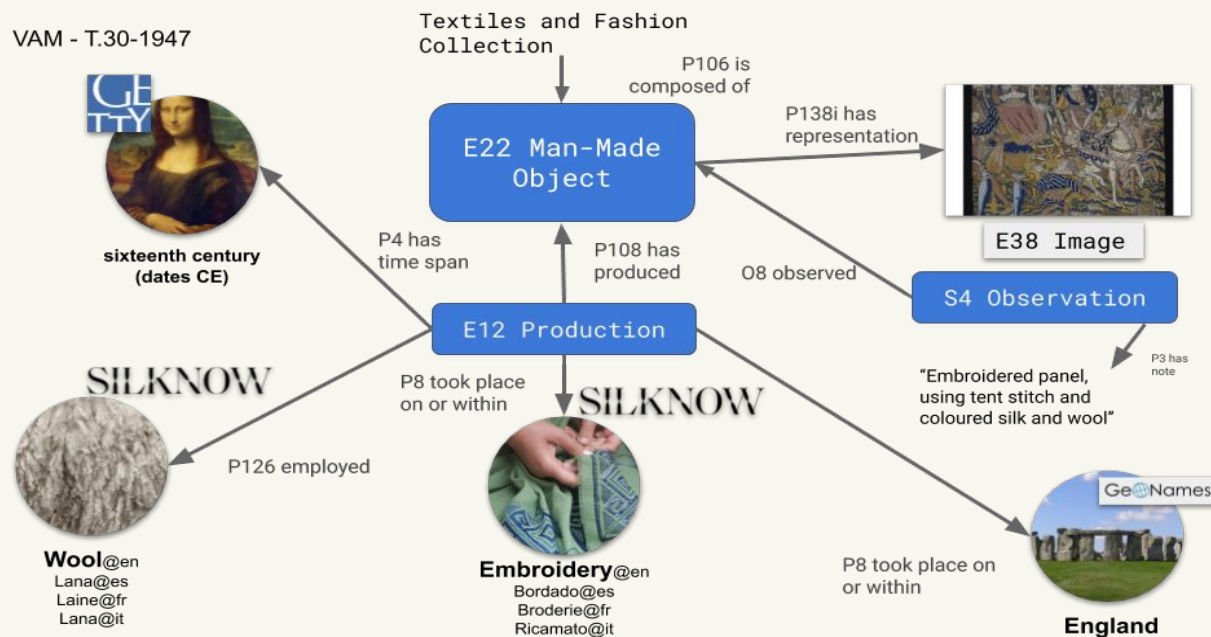 VAM - T.30-1947
Textiles and Fashion
Collection
P106 is
composed of
GE
TTY
E22 Man-Made
Object
P138i has
representation
E38 Image
sixteenth century
(dates CE)
P4 has
time span
P108 has
produced
O8 observed
S4 Observation
E12 Production
P3 has
note
"Embroidered panel,
using tent stitch and
coloured silk and wool"
SILKNOW
P8 took place
on or within
SILKNOW
P126 employed
GeoNames
Wool@en
Lana@es
Laine@fr
Lana@it
Embroidery@en
Bordado@es
Broderie@fr
Ricamato@it
P8 took place on
or within
England